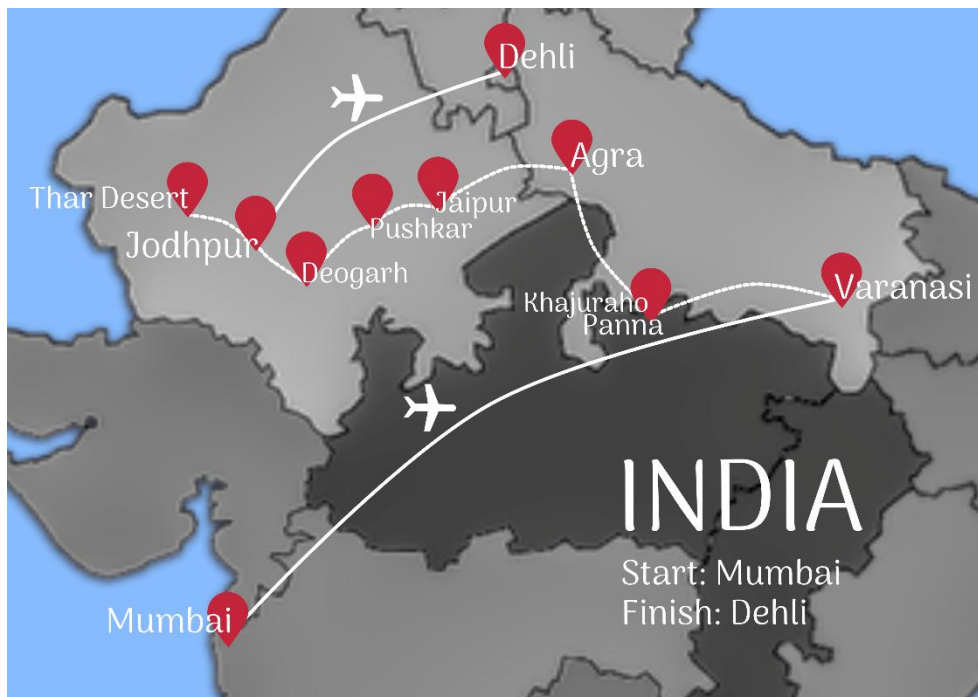 Dehli
Agra
Thar Desert
Jaipur
Pushkar
Jodhpur
Deogarh
Varanasi
Khajuraho
Panna
INDIA
Start: Mumbai
Finish: Dehli
Mumbai